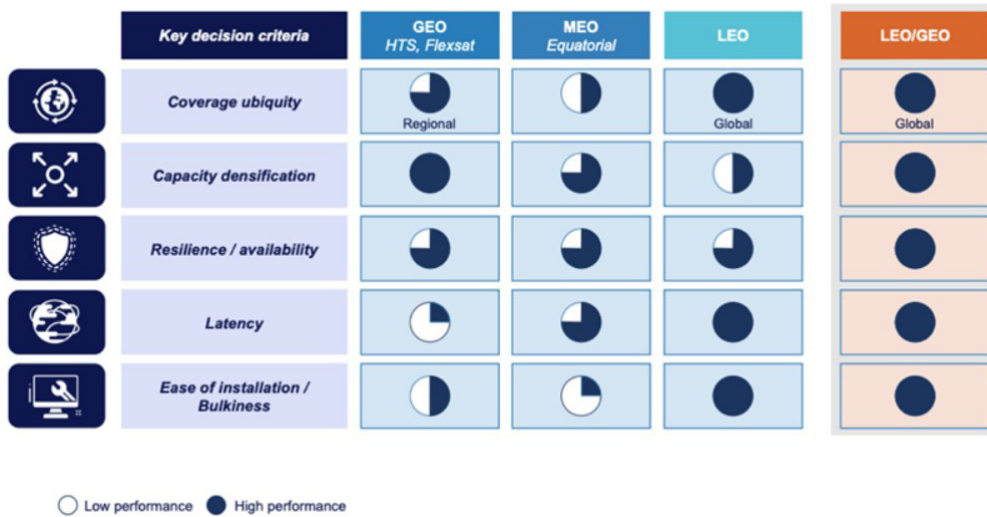 Key decision criteria
GEO
HTS, Flexsat
MEO
Equatorial
LEO
LEO/GEO
Coverage ubiquity
Regional
Global
Global
Capacity densification
Resilience / availability
Latency
Ease of installation /
Bulkiness
Low performance
High performance